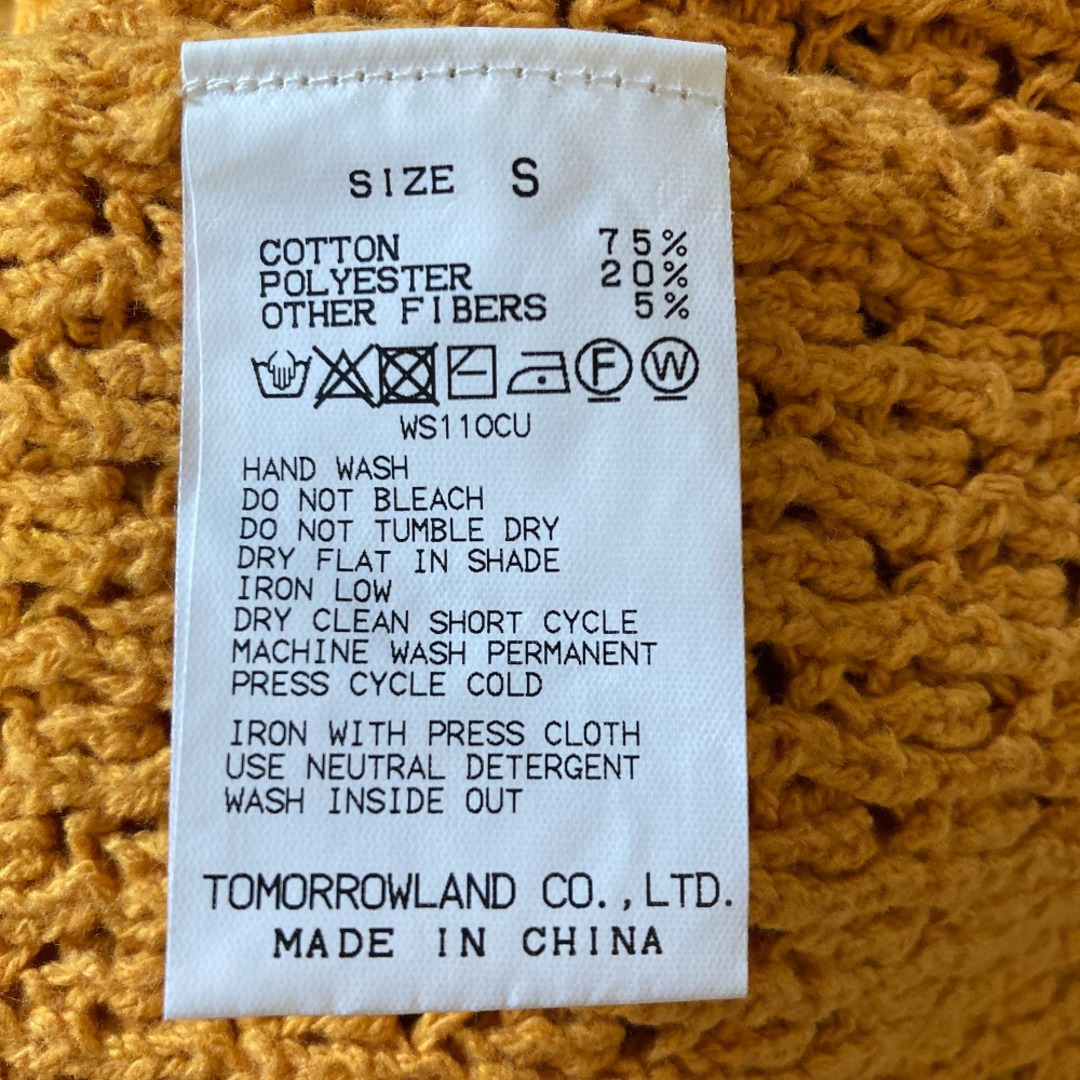 SIZE S
COTTON 75%
POLYESTER 20%
OTHER FIBERS 5%
F W
WS110CU
HAND WASH
DO NOT BLEACH
DO NOT TUMBLE DRY
DRY FLAT IN SHADE
IRON LOW
DRY CLEAN SHORT CYCLE
MACHINE WASH PERMANENT
PRESS CYCLE COLD
IRON WITH PRESS CLOTH
USE NEUTRAL DETERGENT
WASH INSIDE OUT
TOMORROWLAND CO.,LTD.
MADE IN CHINA